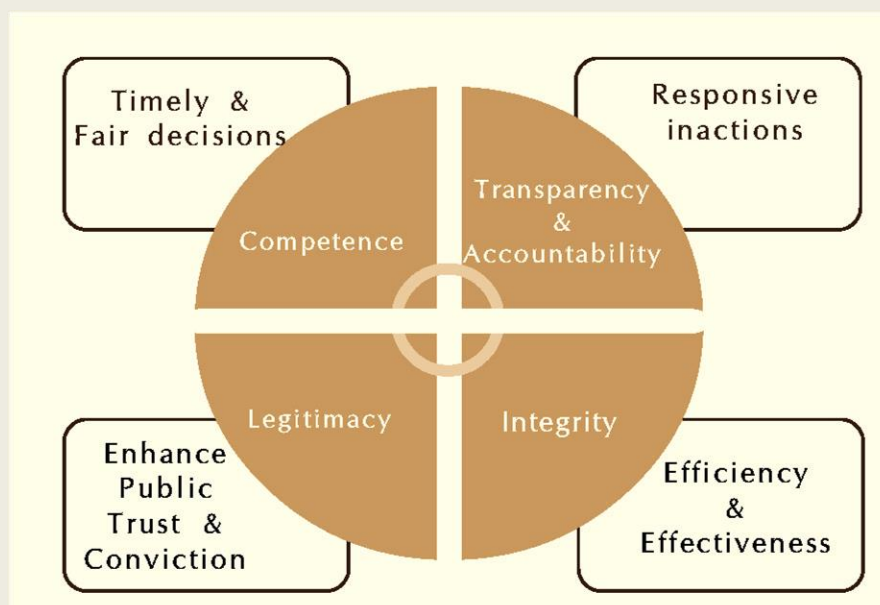 Timely &
Fair decisions
Responsive
inactions
Competence
Transparency
&
Accountability
Legitimacy
Integrity
Enhance
Public
Trust &
Conviction
Efficiency
&
Effectiveness